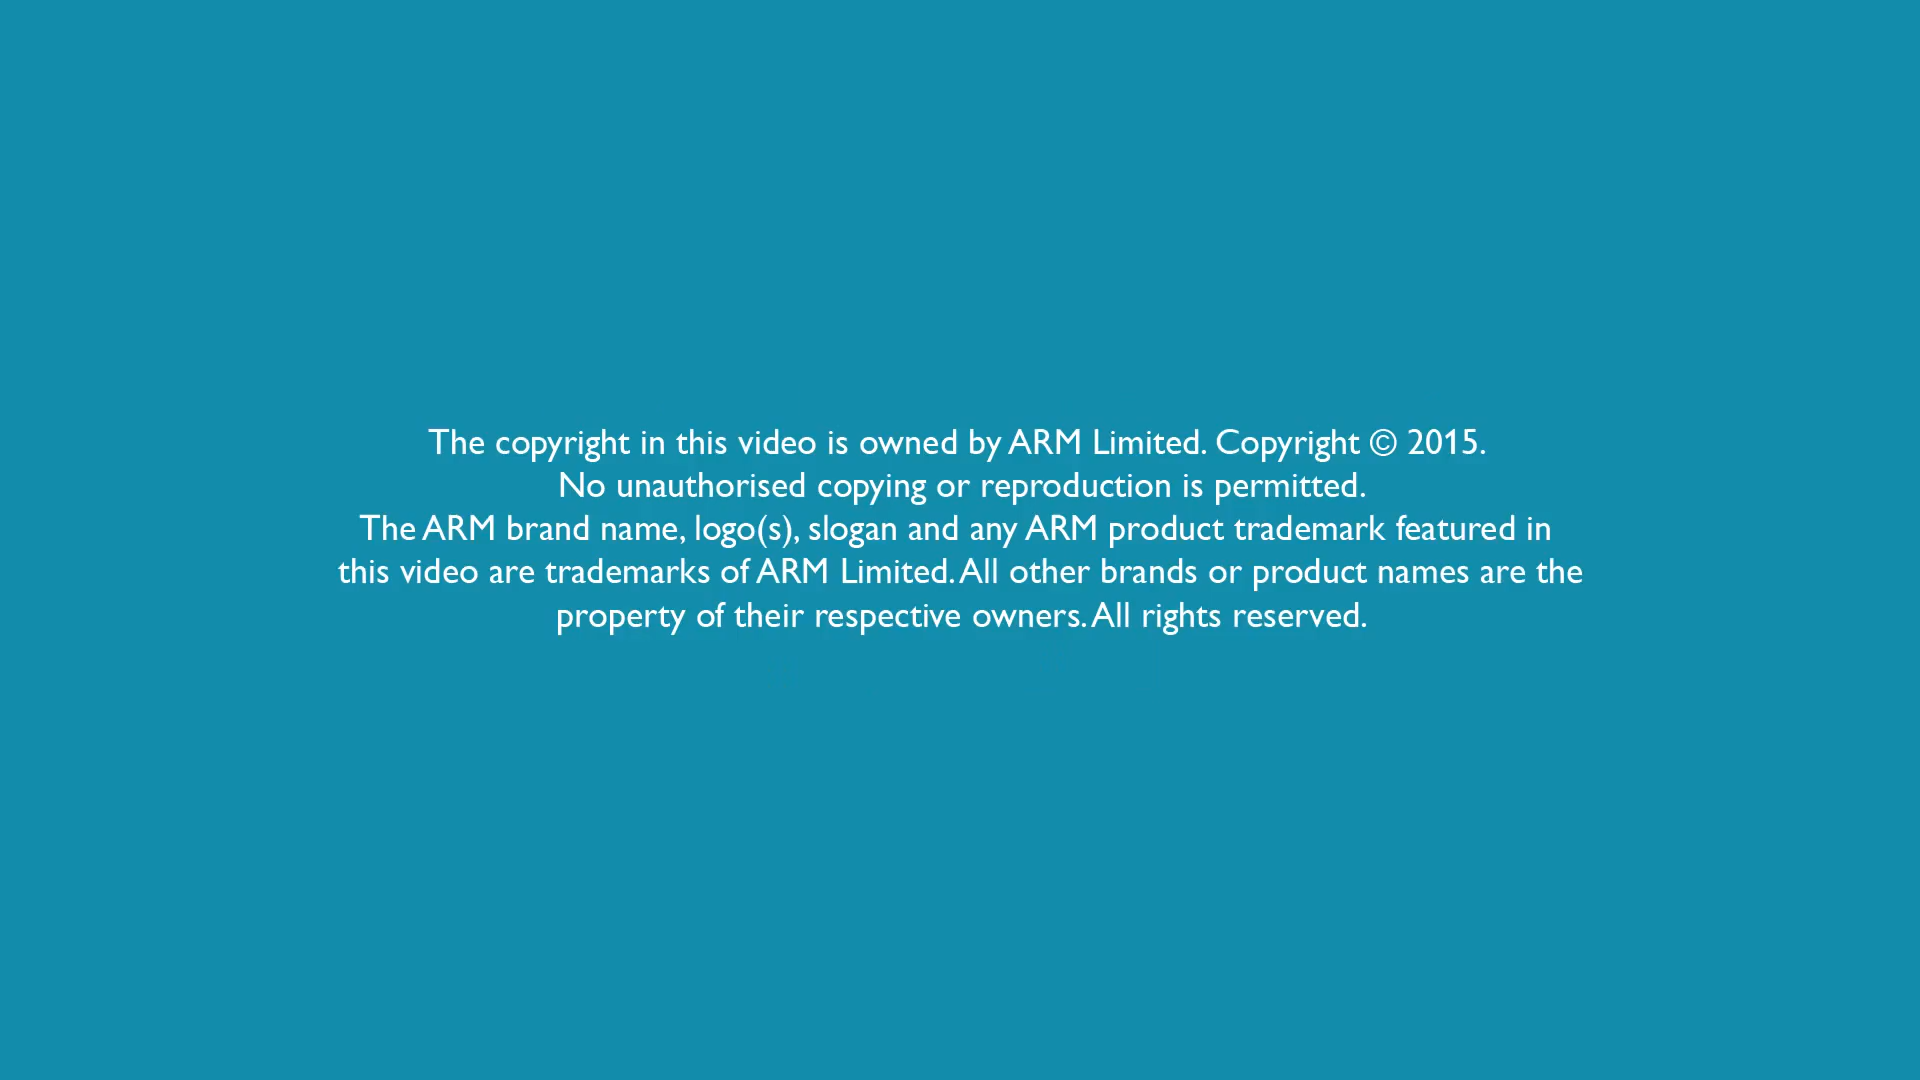 The copyright in this video is owned by ARM Limited. Copyright © 2015.
No unauthorised copying or reproduction is permitted.
The ARM brand name, logo(s), slogan and any ARM product trademark featured in
this video are trademarks of ARM Limited. All other brands or product names are the
property of their respective owners. All rights reserved.